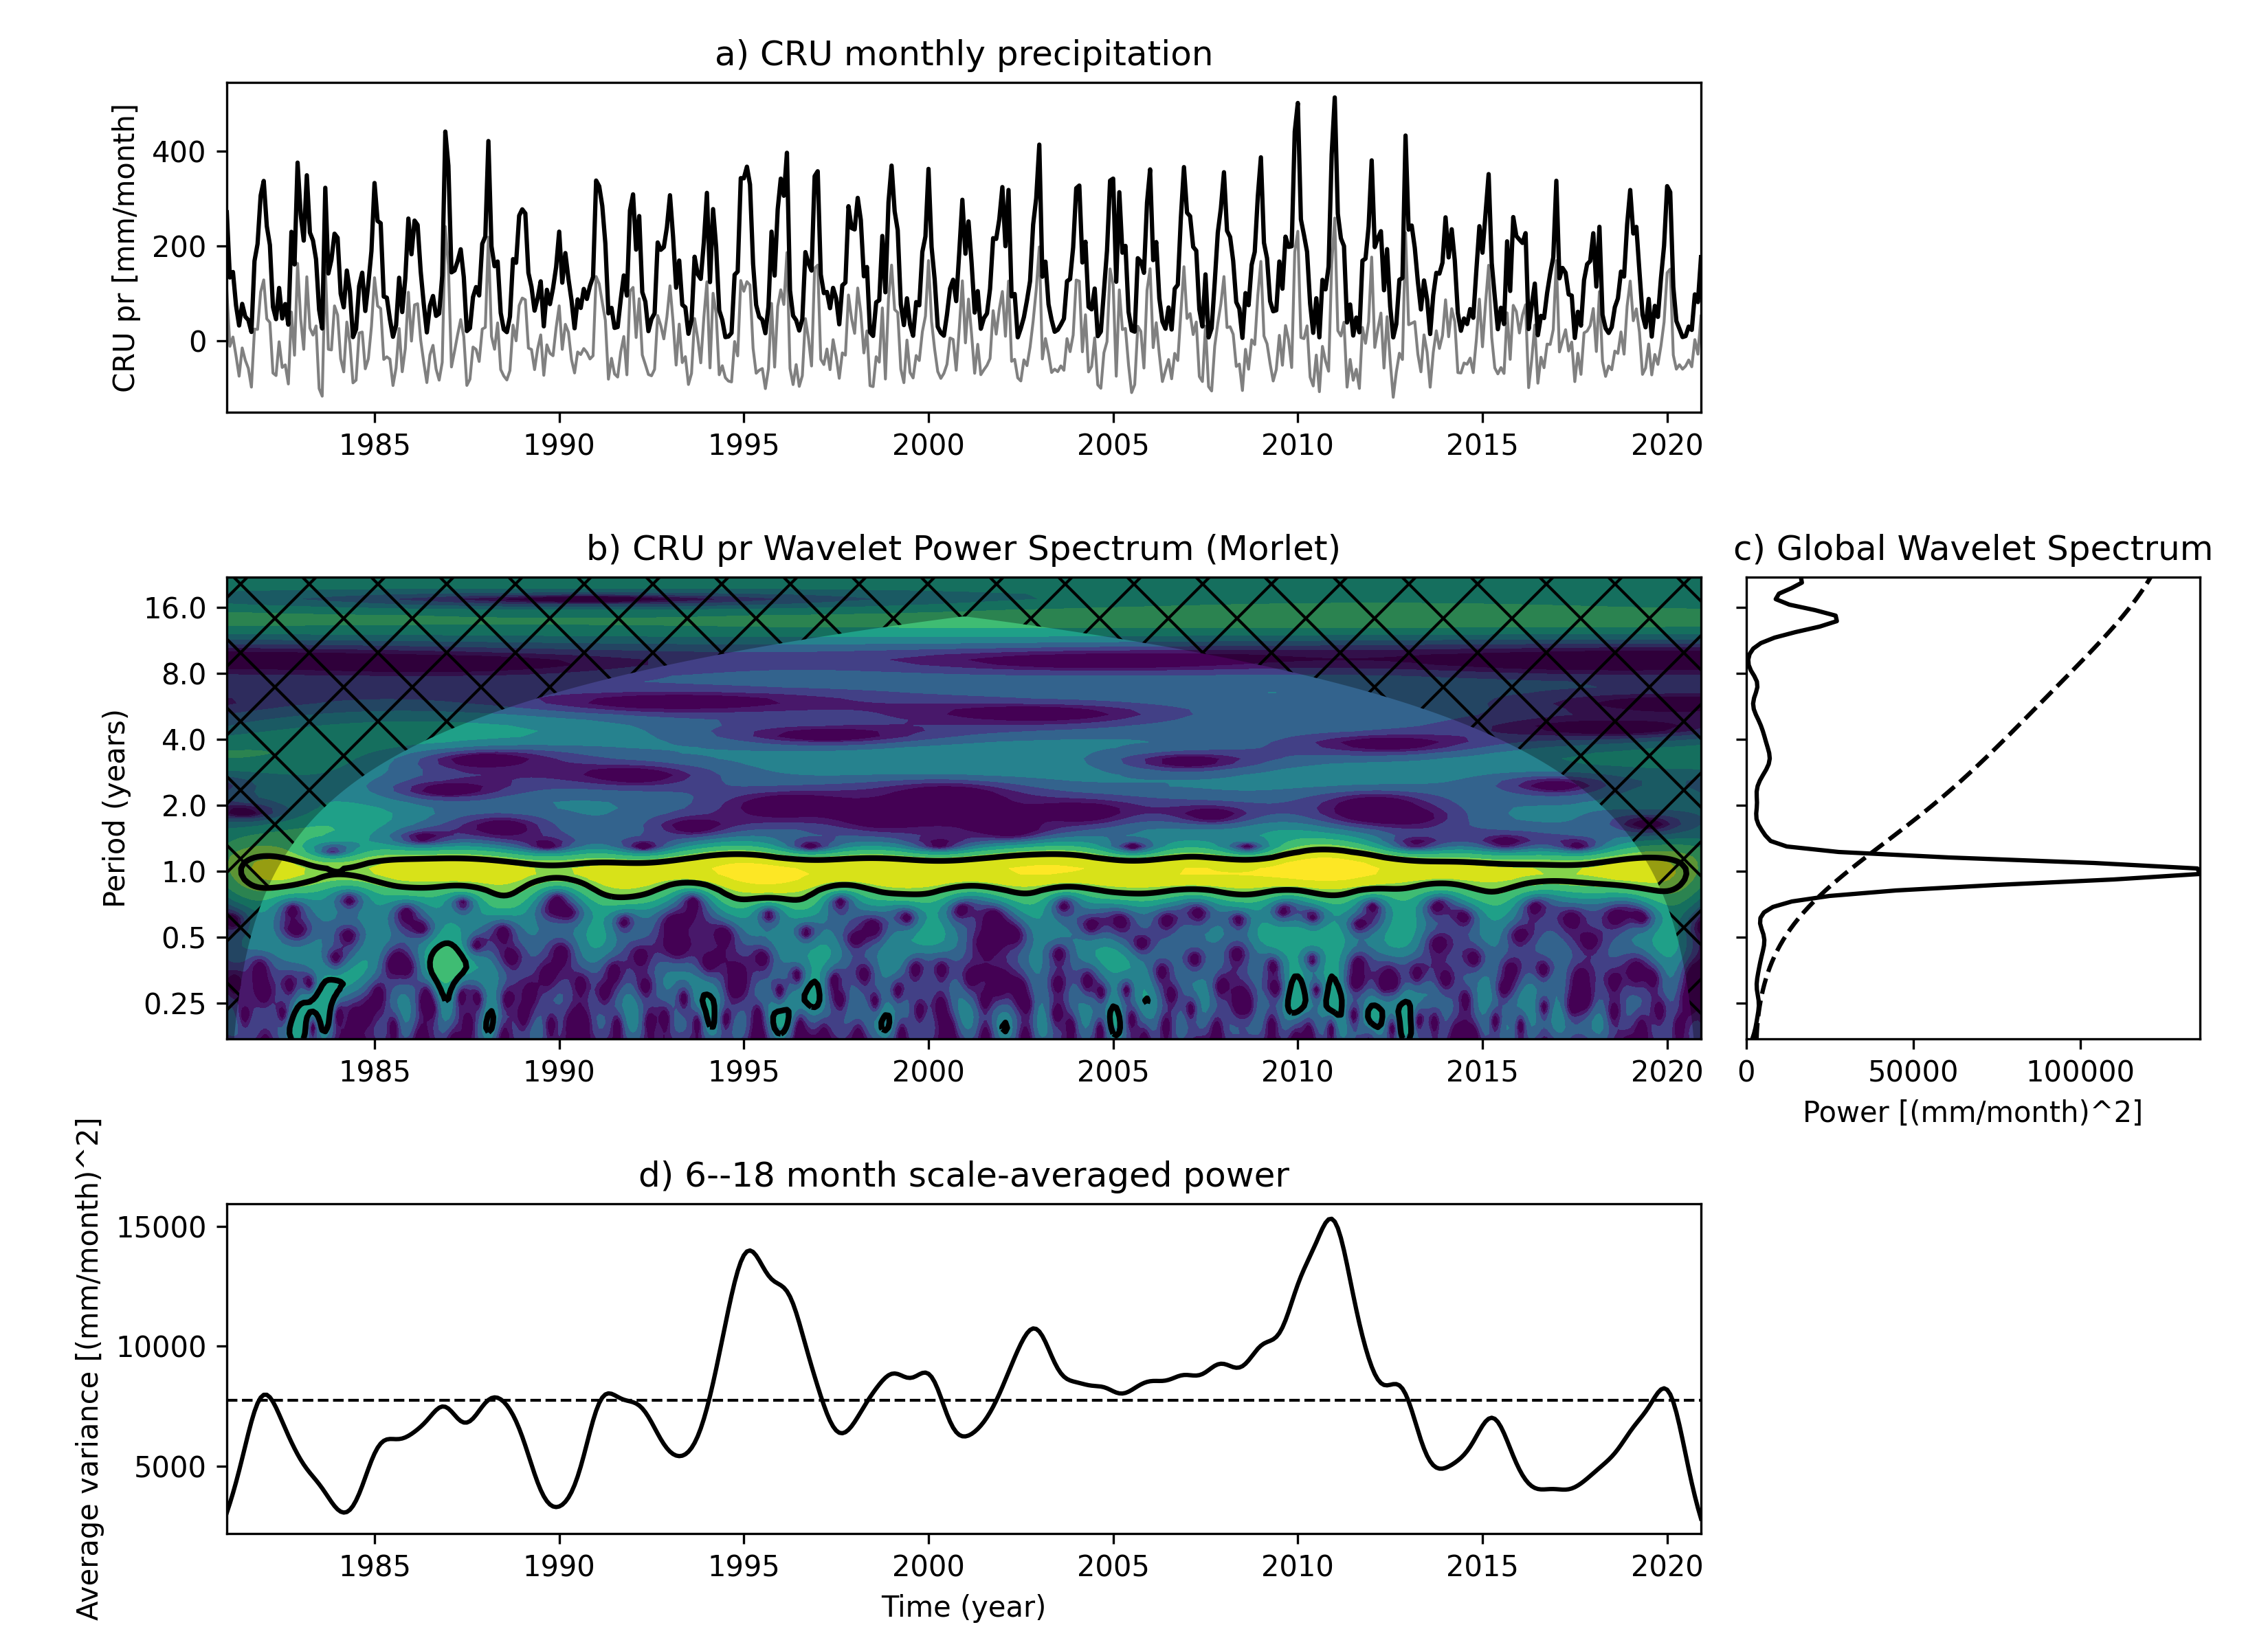 a) CRU monthly precipitation
CRU pr [mm/month]
400
200
0
1985 1990 1995 2000 2005 2010 2015 2020
b) CRU pr Wavelet Power Spectrum (Morlet)
Period (years)
16.0
8.0
4.0
2.0
1.0
0.5
0.25
1985 1990 1995 2000 2005 2010 2015 2020
c) Global Wavelet Spectrum
0 50000 100000
Power [(mm/month)^2]
d) 6--18 month scale-averaged power
Average variance [(mm/month)^2]
15000
10000
5000
1985 1990 1995 2000 2005 2010 2015 2020
Time (year)